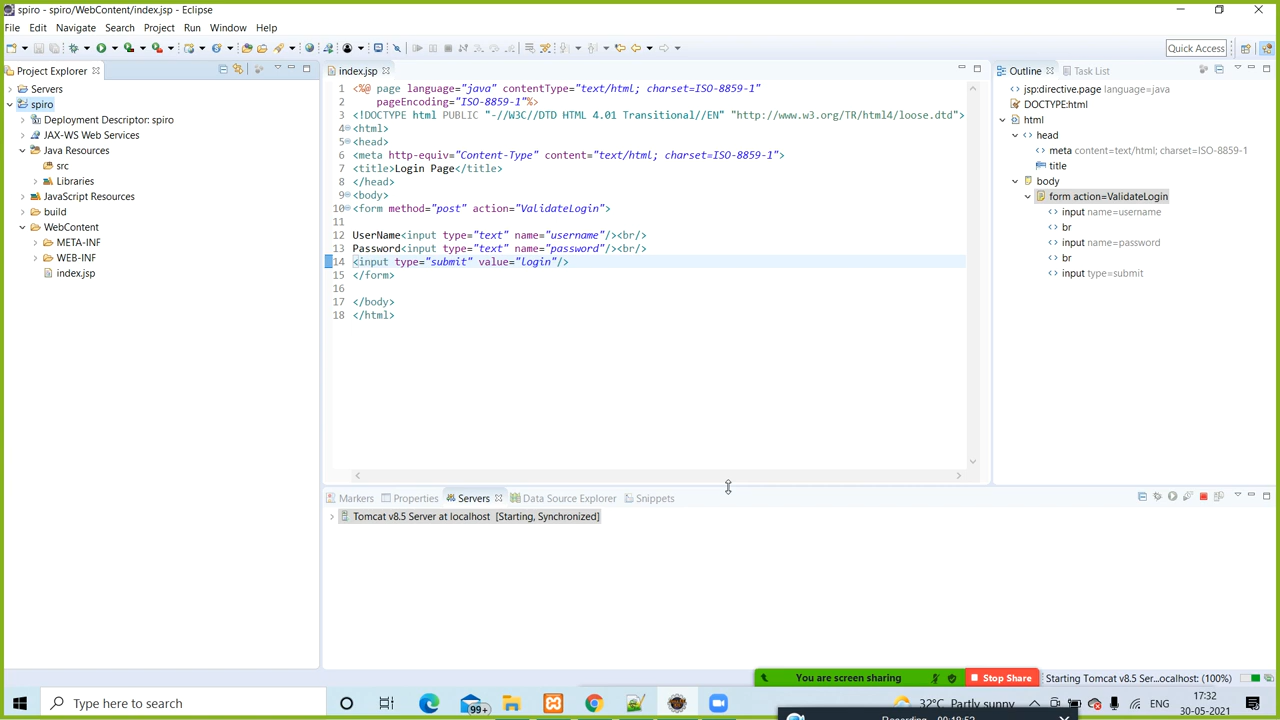 spiro - spiro/WebContent/index.jsp - Eclipse
File Edit Navigate Search Project Run Window Help
Quick Access
Project Explorer
Servers
spiro
Deployment Descriptor: spiro
JAX-WS Web Services
Java Resources
src
Libraries
JavaScript Resources
build
WebContent
META-INF
WEB-INF
index.jsp
index.jsp
1 <%@ page language="java" contentType="text/html; charset=ISO-8859-1"
2 pageEncoding="ISO-8859-1"%>
3 <!DOCTYPE html PUBLIC "-//W3C//DTD HTML 4.01 Transitional//EN" "http://www.w3.org/TR/html4/loose.dtd">
4 <html>
5 <head>
6 <meta http-equiv="Content-Type" content="text/html; charset=ISO-8859-1">
7 <title>Login Page</title>
8 </head>
9 <body>
10 <form method="post" action="ValidateLogin">
11
12 UserName<input type="text" name="username"/><br/>
13 Password<input type="text" name="password"/><br/>
14 <input type="submit" value="login"/>
15 </form>
16
17 </body>
18 </html>
Outline Task List
jsp:directive.page language=java
DOCTYPE:html
html
head
meta content=text/html; charset=ISO-8859-1
title
body
form action=ValidateLogin
input name=username
br
input name=password
br
input type=submit
Markers Properties Servers Data Source Explorer Snippets
Tomcat v8.5 Server at localhost [Starting, Synchronized]
You are screen sharing Stop Share
Starting Tomcat v8.5 Ser...ocalhost: (100%)
Type here to search
99+
32°C Partly sunny
ENG
17:32
30-05-2021